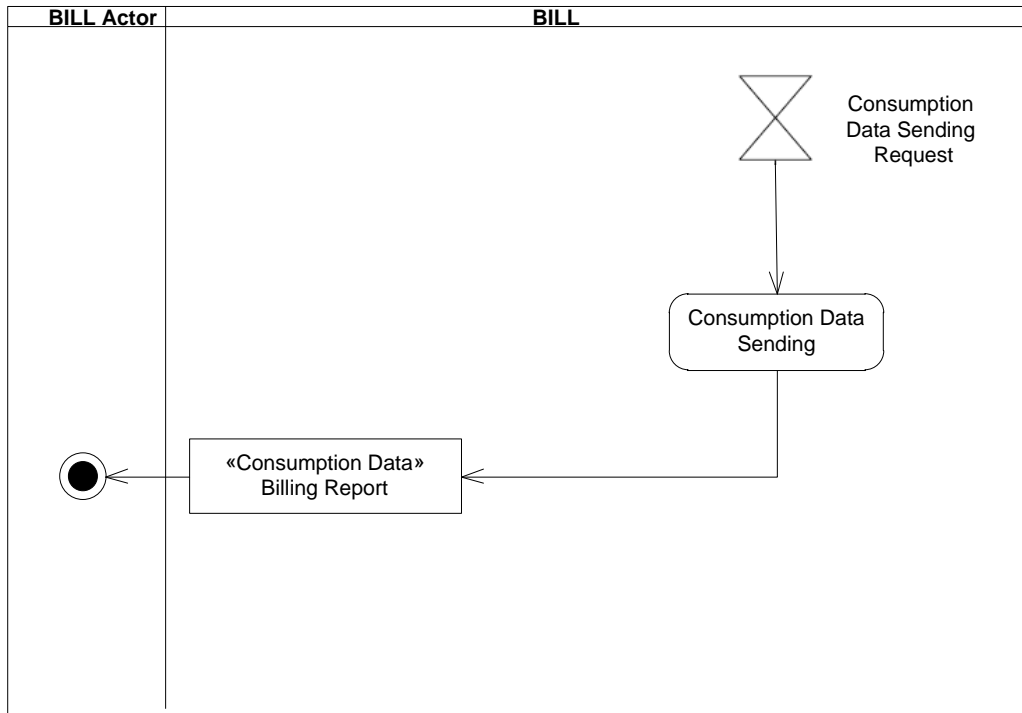 BILL Actor
BILL
Consumption
Data Sending
Request
Consumption Data
Sending
«Consumption Data»
Billing Report